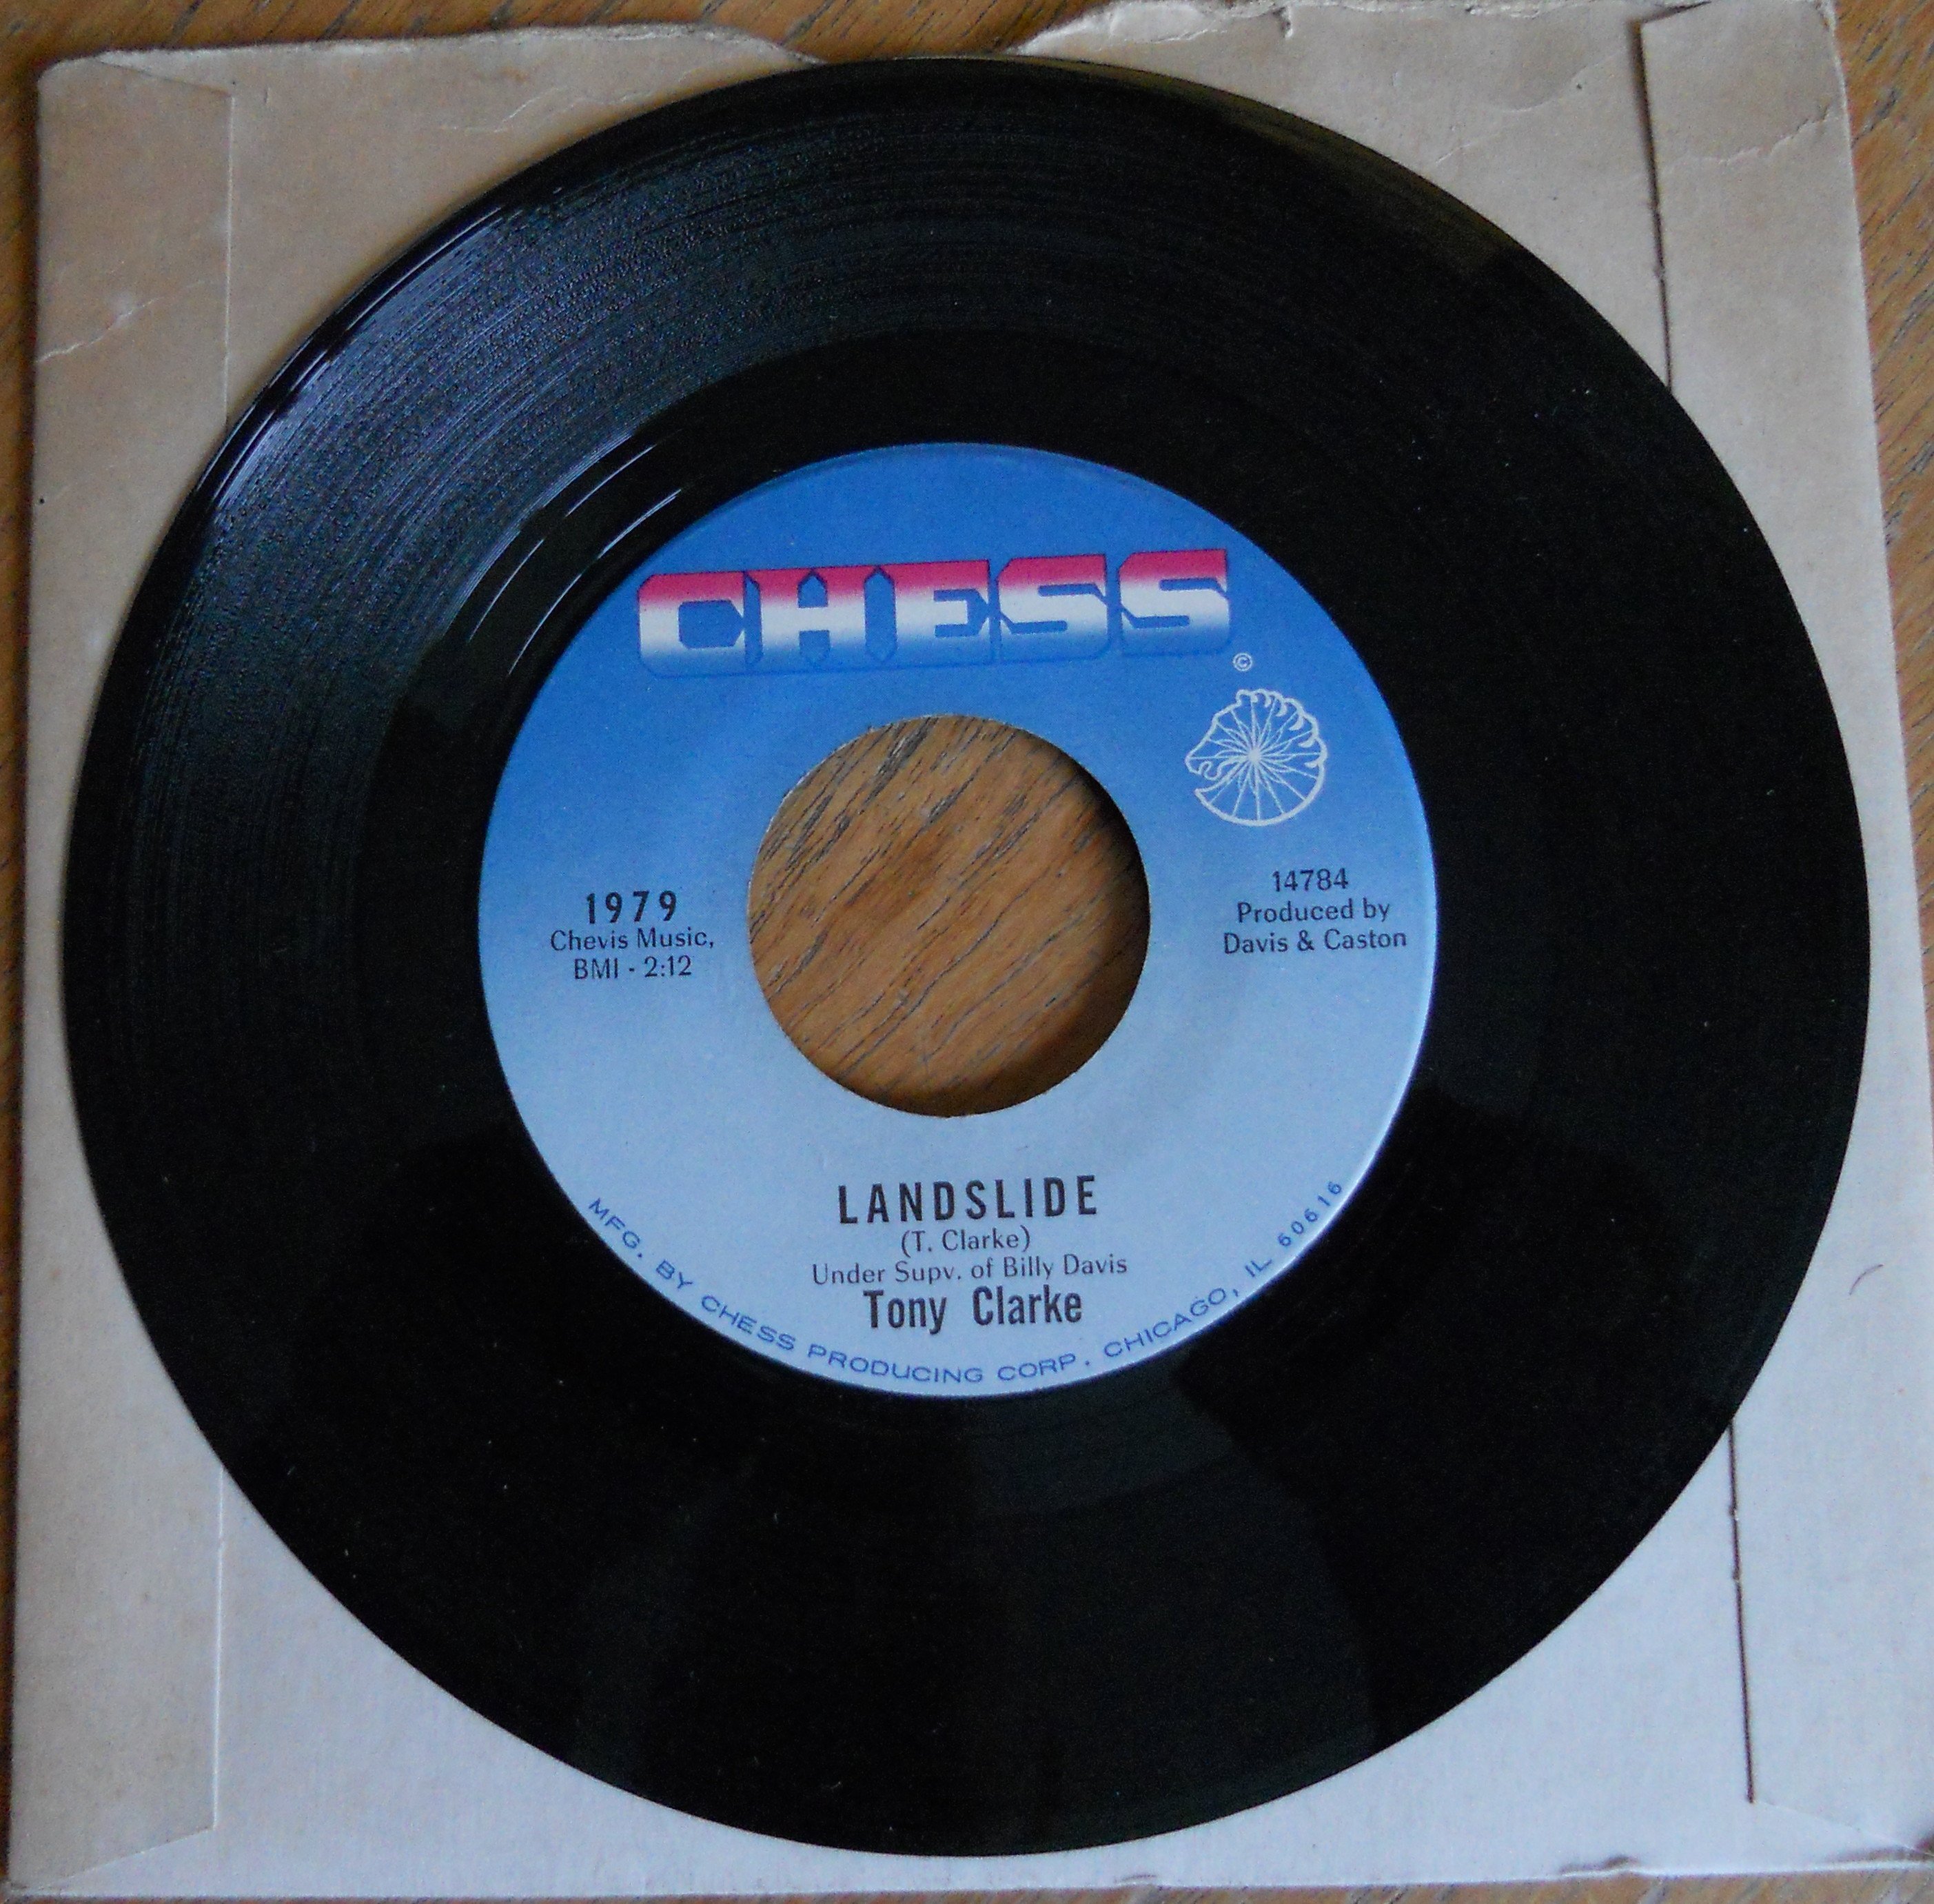 CHESS
©
1979
Chevis Music,
BMI - 2:12
14784
Produced by
Davis & Caston
LANDSLIDE
(T. Clarke)
Under Supv. of Billy Davis
Tony Clarke
MFG. BY CHESS PRODUCING CORP. CHICAGO, IL 60616